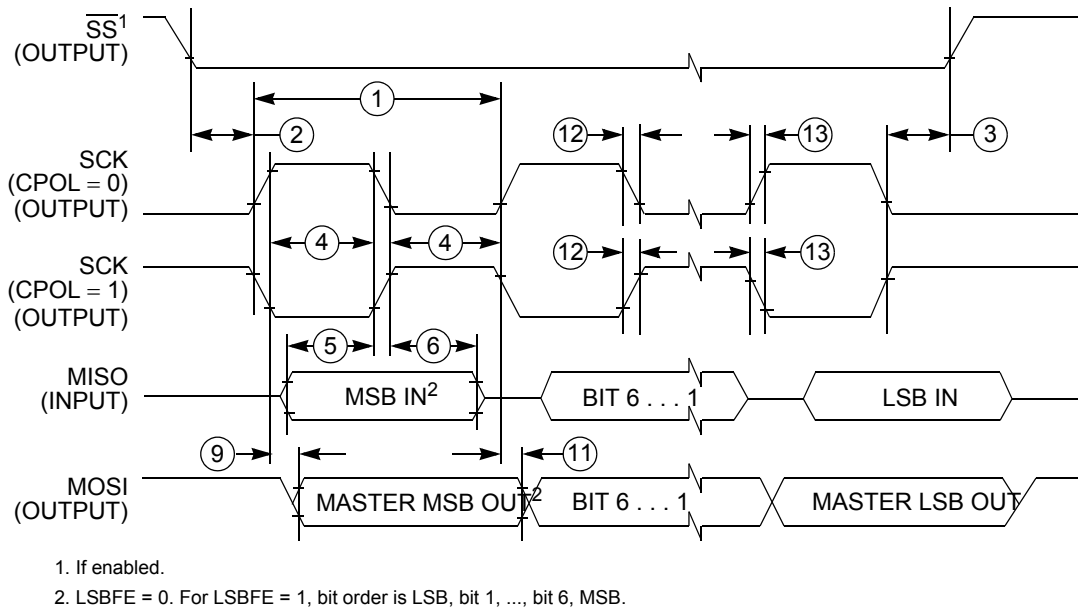 SS1
(OUTPUT)
1
2
12
13
3
SCK
(CPOL = 0)
(OUTPUT)
4
4
SCK
(CPOL = 1)
(OUTPUT)
12
13
5
6
MISO
(INPUT)
MSB IN2
BIT 6 . . . 1
LSB IN
9
11
MOSI
(OUTPUT)
MASTER MSB OUT2
BIT 6 . . . 1
MASTER LSB OUT
1. If enabled.
2. LSBFE = 0. For LSBFE = 1, bit order is LSB, bit 1, ..., bit 6, MSB.